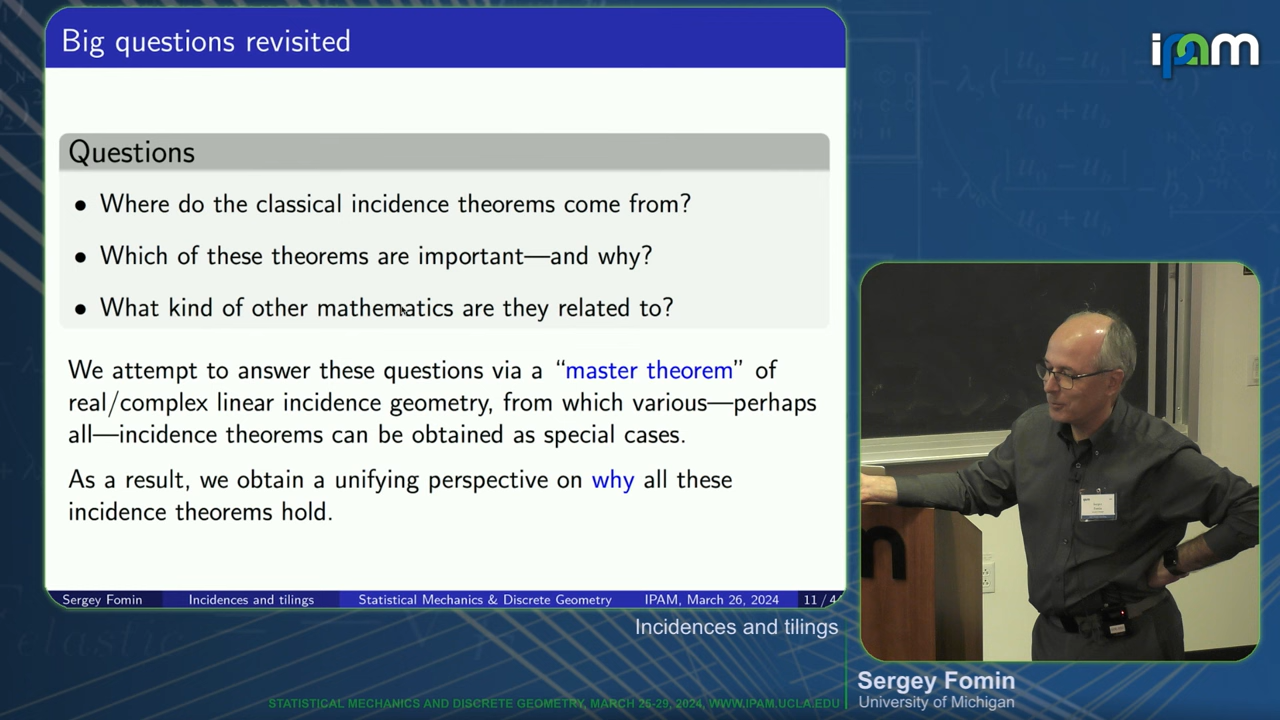 Big questions revisited
ipam
Questions
• Where do the classical incidence theorems come from?
• Which of these theorems are important—and why?
• What kind of other mathematics are they related to?
We attempt to answer these questions via a “master theorem” of
real/complex linear incidence geometry, from which various—perhaps
all—incidence theorems can be obtained as special cases.
As a result, we obtain a unifying perspective on why all these
incidence theorems hold.
Sergey Fomin Incidences and tilings Statistical Mechanics & Discrete Geometry IPAM, March 26, 2024 11 / 4
Incidences and tilings
Sergey Fomin
University of Michigan
STATISTICAL MECHANICS AND DISCRETE GEOMETRY, MARCH 25-29, 2024, WWW.IPAM.UCLA.EDU